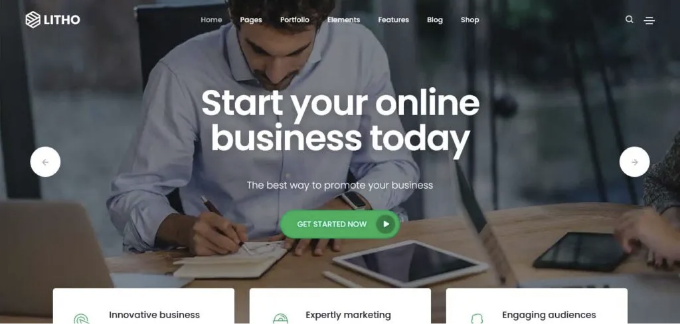 LITHO
Home Pages Portfolio Elements Features Blog Shop
Start your online
business today
The best way to promote your business
GET STARTED NOW
Innovative business
Expertly marketing
Engaging audiences